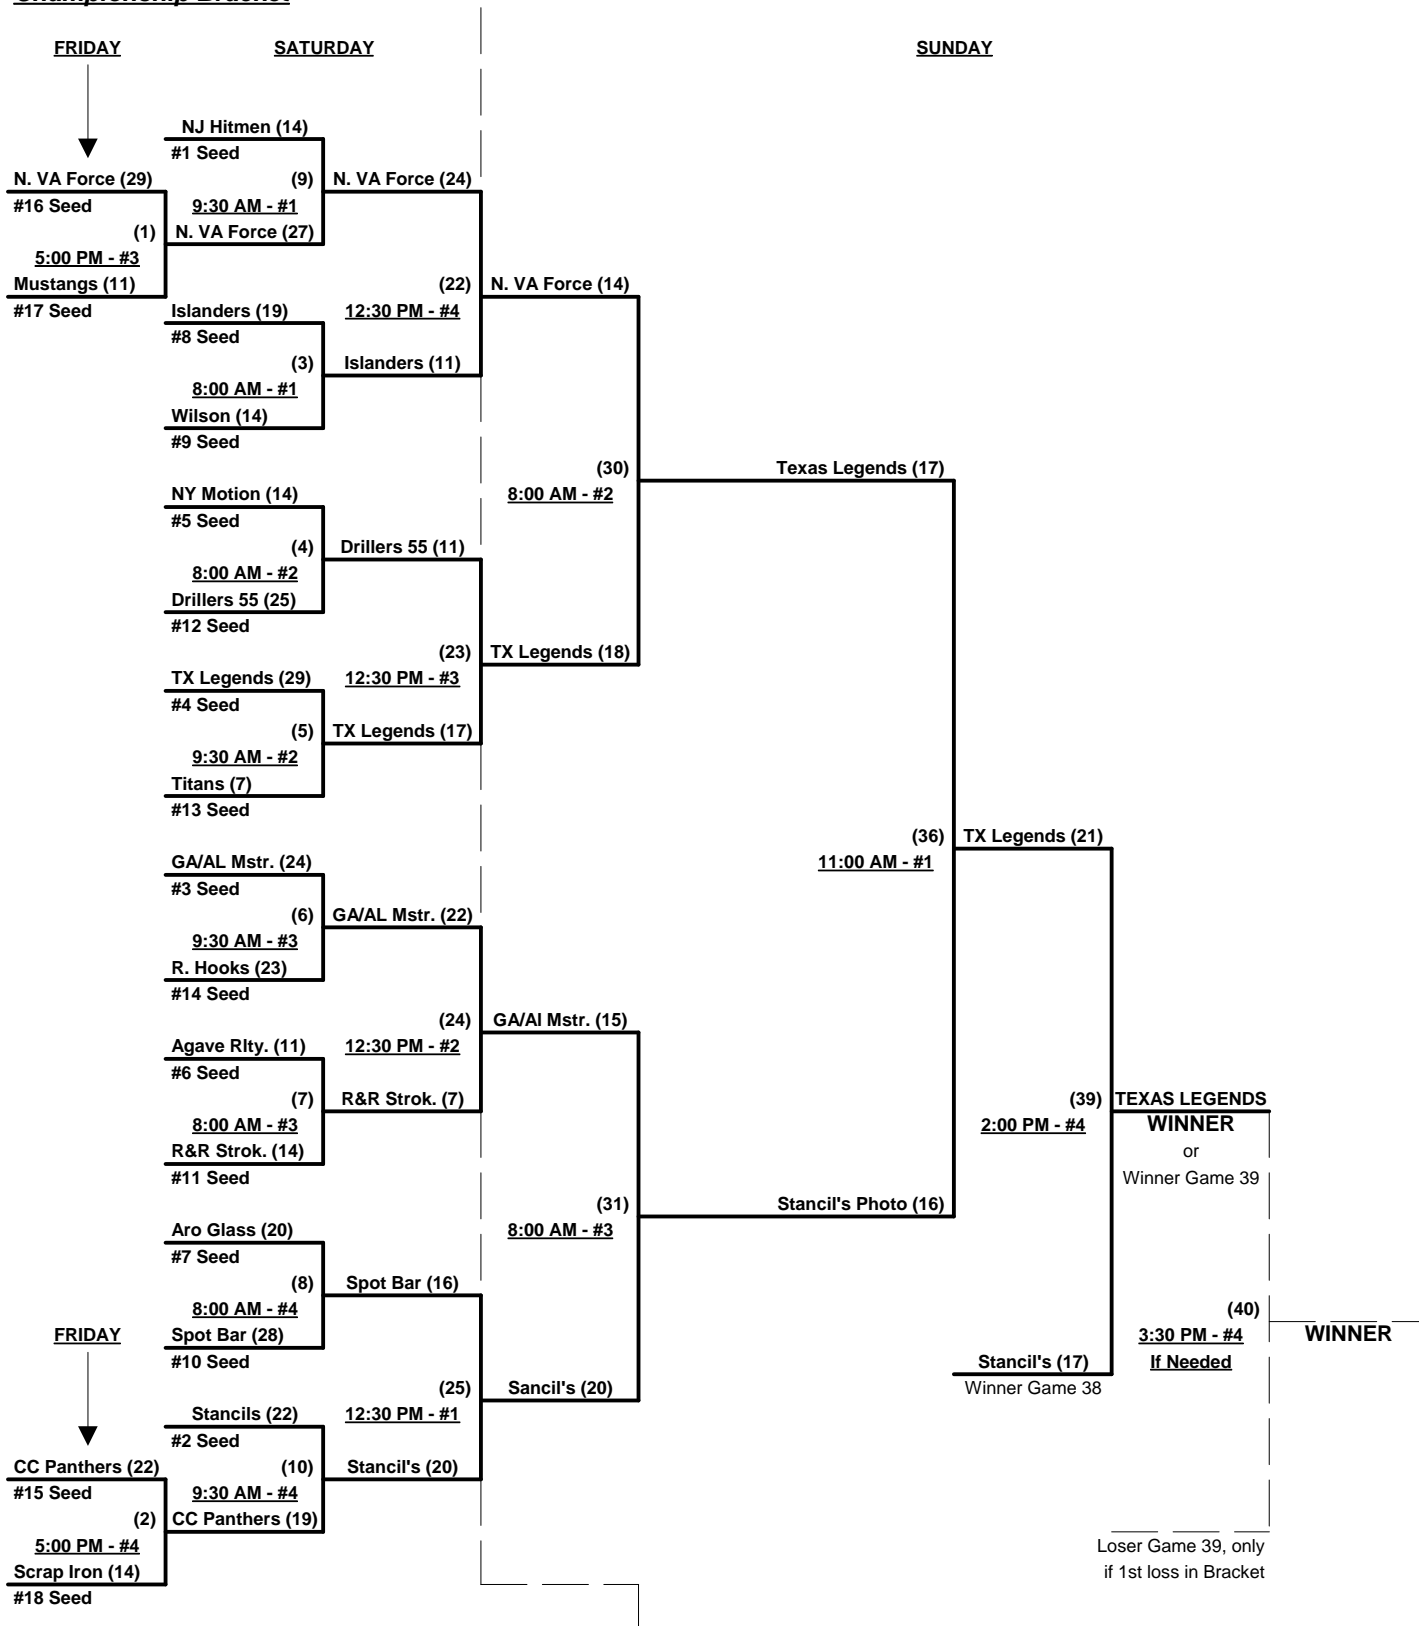 FRIDAY
SATURDAY
SUNDAY
NJ Hitmen (14)
#1 Seed
N. VA Force (29)
#16 Seed
(9)
9:30 AM - #1
N. VA Force (24)
(1)
5:00 PM - #3
N. VA Force (27)
Mustangs (11)
#17 Seed
(22)
12:30 PM - #4
N. VA Force (14)
Islanders (19)
#8 Seed
(3)
8:00 AM - #1
Islanders (11)
Wilson (14)
#9 Seed
(30)
8:00 AM - #2
Texas Legends (17)
NY Motion (14)
#5 Seed
(4)
8:00 AM - #2
Drillers 55 (11)
Drillers 55 (25)
#12 Seed
(23)
12:30 PM - #3
TX Legends (18)
TX Legends (29)
#4 Seed
(5)
9:30 AM - #2
TX Legends (17)
Titans (7)
#13 Seed
(36)
11:00 AM - #1
TX Legends (21)
GA/AL Mstr. (24)
#3 Seed
(6)
9:30 AM - #3
GA/AL Mstr. (22)
R. Hooks (23)
#14 Seed
(24)
12:30 PM - #2
GA/Al Mstr. (15)
Agave Rlty. (11)
#6 Seed
(7)
8:00 AM - #3
R&R Strok. (7)
R&R Strok. (14)
#11 Seed
(39)
2:00 PM - #4
TEXAS LEGENDS
WINNER
or
Winner Game 39
(31)
8:00 AM - #3
Stancil's Photo (16)
Aro Glass (20)
#7 Seed
(8)
8:00 AM - #4
Spot Bar (16)
Spot Bar (28)
#10 Seed
(40)
3:30 PM - #4
If Needed
WINNER
FRIDAY
Stancil's (17)
Winner Game 38
(25)
12:30 PM - #1
Sancil's (20)
Stancils (22)
#2 Seed
CC Panthers (22)
#15 Seed
(10)
9:30 AM - #4
Stancil's (20)
(2)
5:00 PM - #4
CC Panthers (19)
Scrap Iron (14)
#18 Seed
Loser Game 39, only
if 1st loss in Bracket